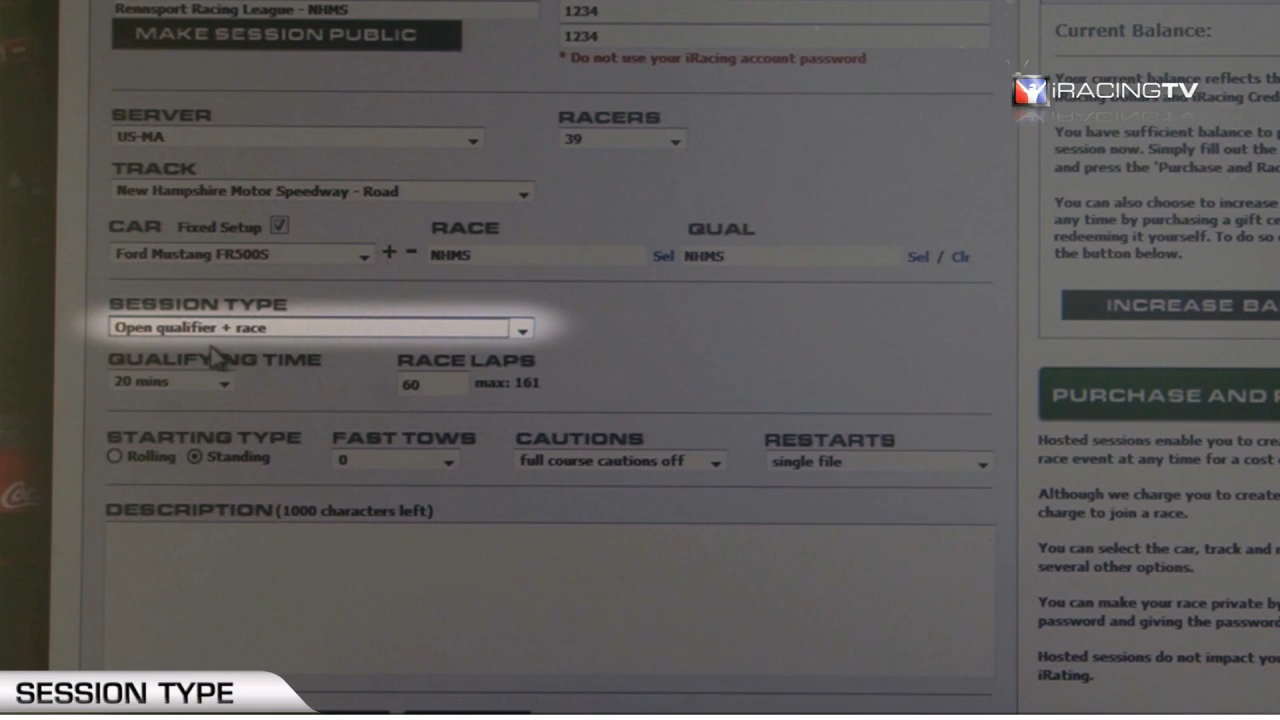 Rennsport Racing League - NHMS
1234
MAKE SESSION PUBLIC
1234
* Do not use your iRacing account password
SERVER
RACERS
US-MA
39
TRACK
New Hampshire Motor Speedway - Road
CAR Fixed Setup RACE QUAL
Ford Mustang FR500S + - NHMS Sel NHMS Sel / Clr
SESSION TYPE
Open qualifier + race
QUALIFYING TIME RACE LAPS
20 mins 60 max: 161
STARTING TYPE FAST TOWS CAUTIONS RESTARTS
Rolling Standing 0 full course cautions off single file
DESCRIPTION (1000 characters left)
Current Balance:
iRACINGTV
Your current balance reflects
You have sufficient balance to
session now. Simply fill out the
and press the 'Purchase and
You can also choose to increase
any time by purchasing a gift
redeeming it yourself. To do so
the button below.
INCREASE BA
PURCHASE AND
Hosted sessions enable you to
race event at any time for a cost
Although we charge you to create
charge to join a race.
You can select the car, track and
several other options.
You can make your race private by
password and giving the password
Hosted sessions do not impact
iRating.
SESSION TYPE